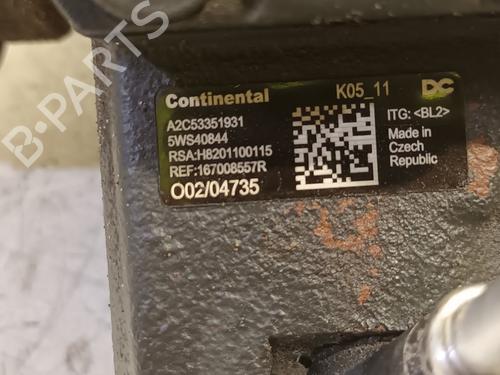 Continental K05_11 DC
A2C53351931
5WS40844
RSA:H8201100115
REF:167008557R
O02/04735
ITG: <BL2>
Made in
Czech
Republic
B-PARTS